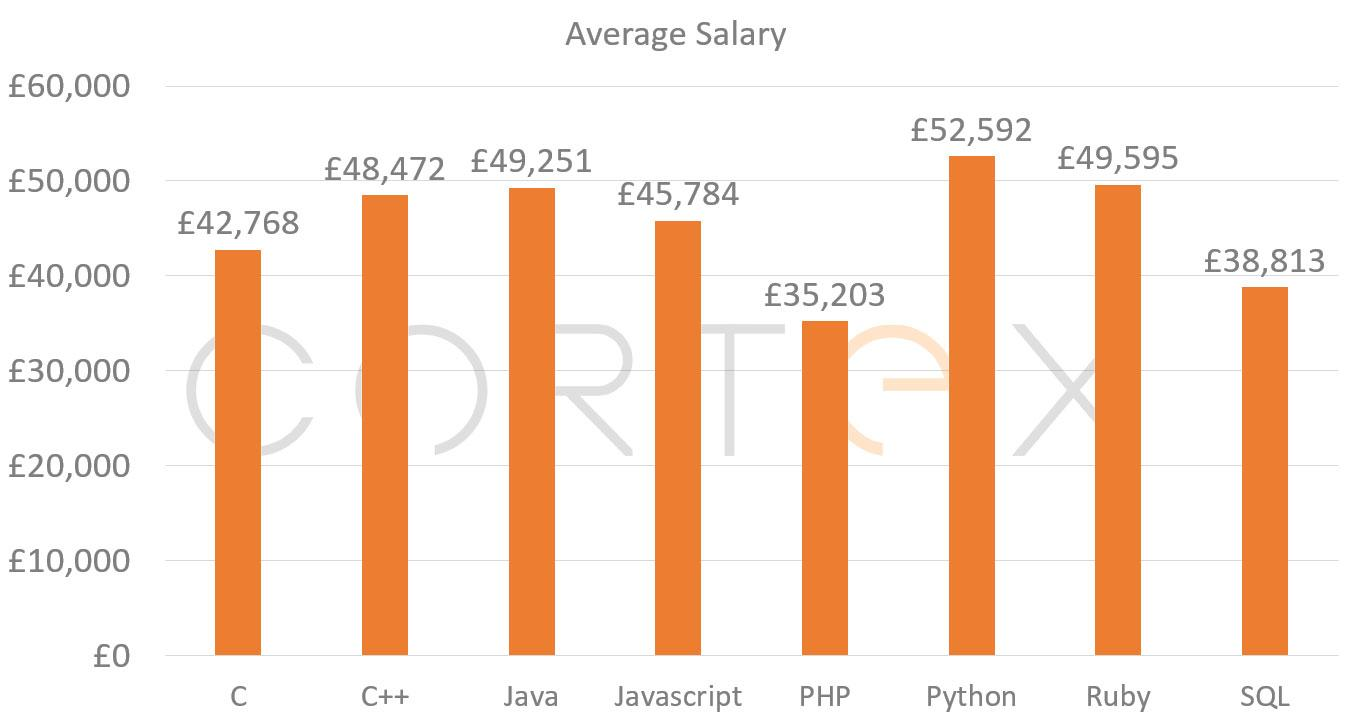 Average Salary
£60,000
£50,000
£40,000
£30,000
£20,000
£10,000
£0
£42,768
£48,472
£49,251
£45,784
£35,203
£52,592
£49,595
£38,813
CORTeX
C
C++
Java
Javascript
PHP
Python
Ruby
SQL